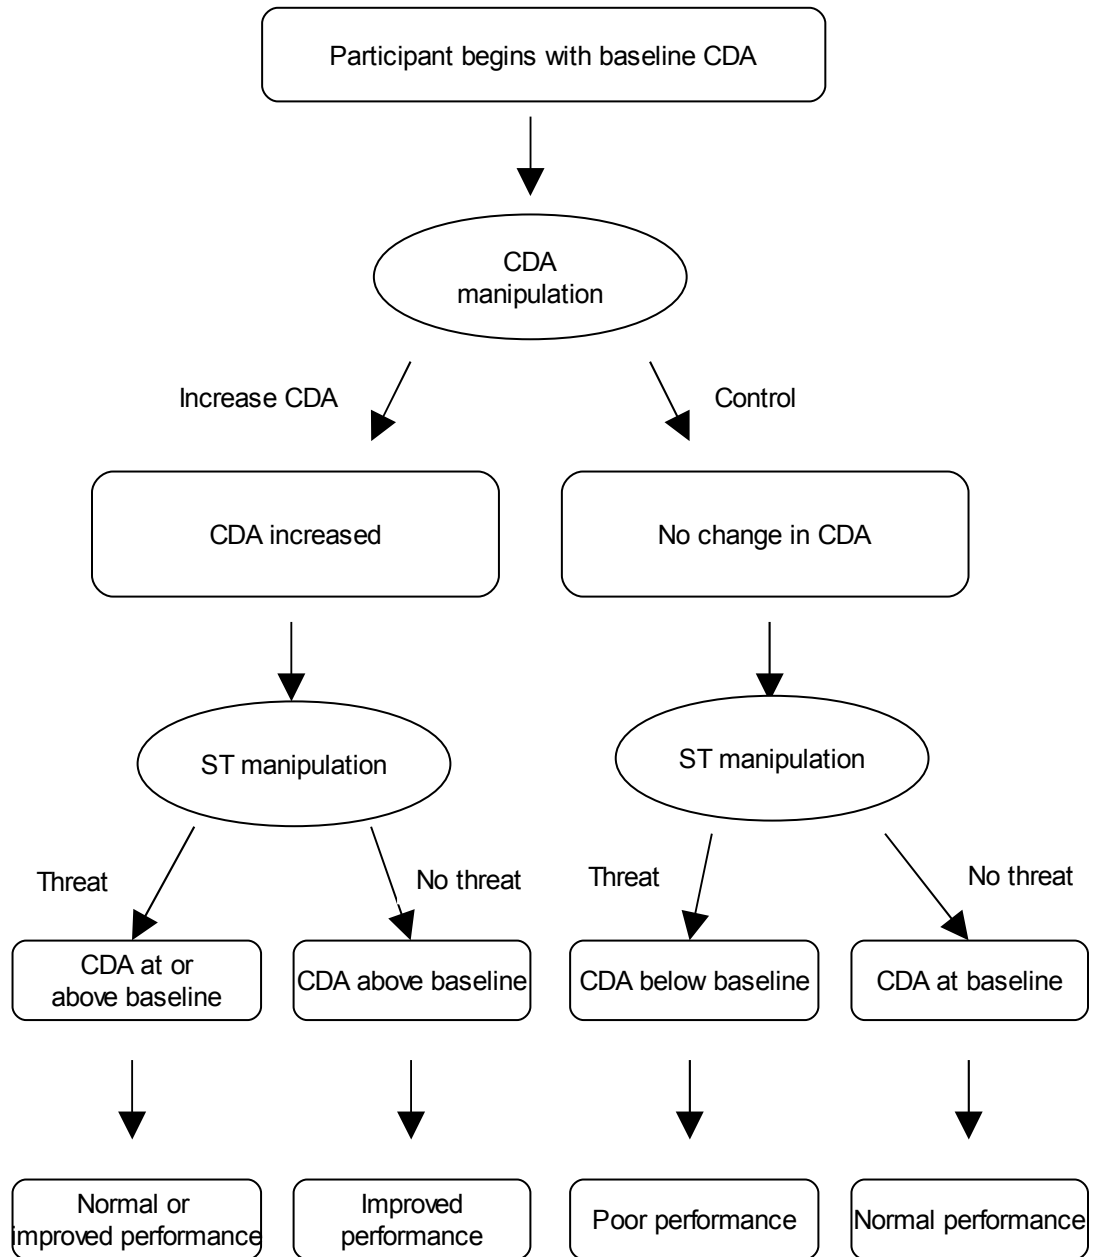 Participant begins with baseline CDA
CDA
manipulation
Increase CDA
Control
CDA increased
No change in CDA
ST manipulation
ST manipulation
Threat
No threat
Threat
No threat
CDA at or
above baseline
CDA above baseline
CDA below baseline
CDA at baseline
Normal or
improved performance
Improved
performance
Poor performance
Normal performance